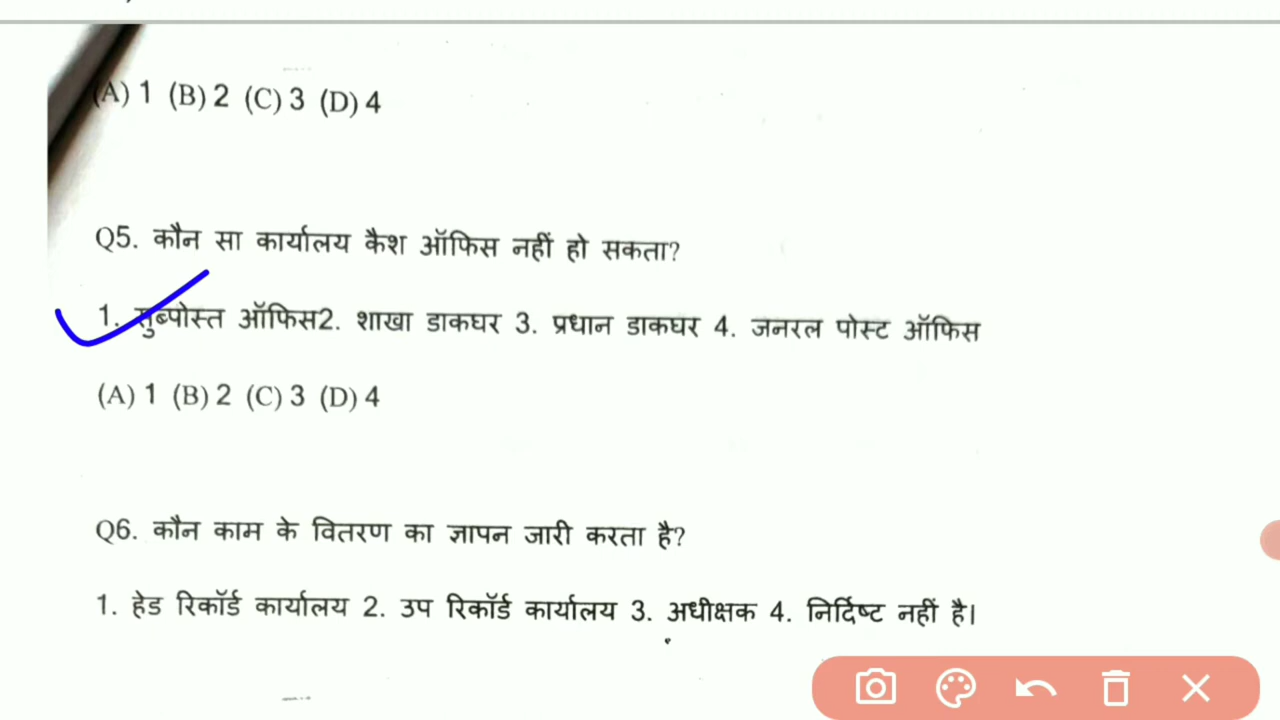 (A) 1 (B) 2 (C) 3 (D) 4
Q5. कौन सा कार्यालय कैश ऑफिस नहीं हो सकता?
1. सुब्पोस्त ऑफिस2. शाखा डाकघर 3. प्रधान डाकघर 4. जनरल पोस्ट ऑफिस
(A) 1 (B) 2 (C) 3 (D) 4
Q6. कौन काम के वितरण का ज्ञापन जारी करता है?
1. हेड रिकॉर्ड कार्यालय 2. उप रिकॉर्ड कार्यालय 3. अधीक्षक 4. निर्दिष्ट नहीं है।